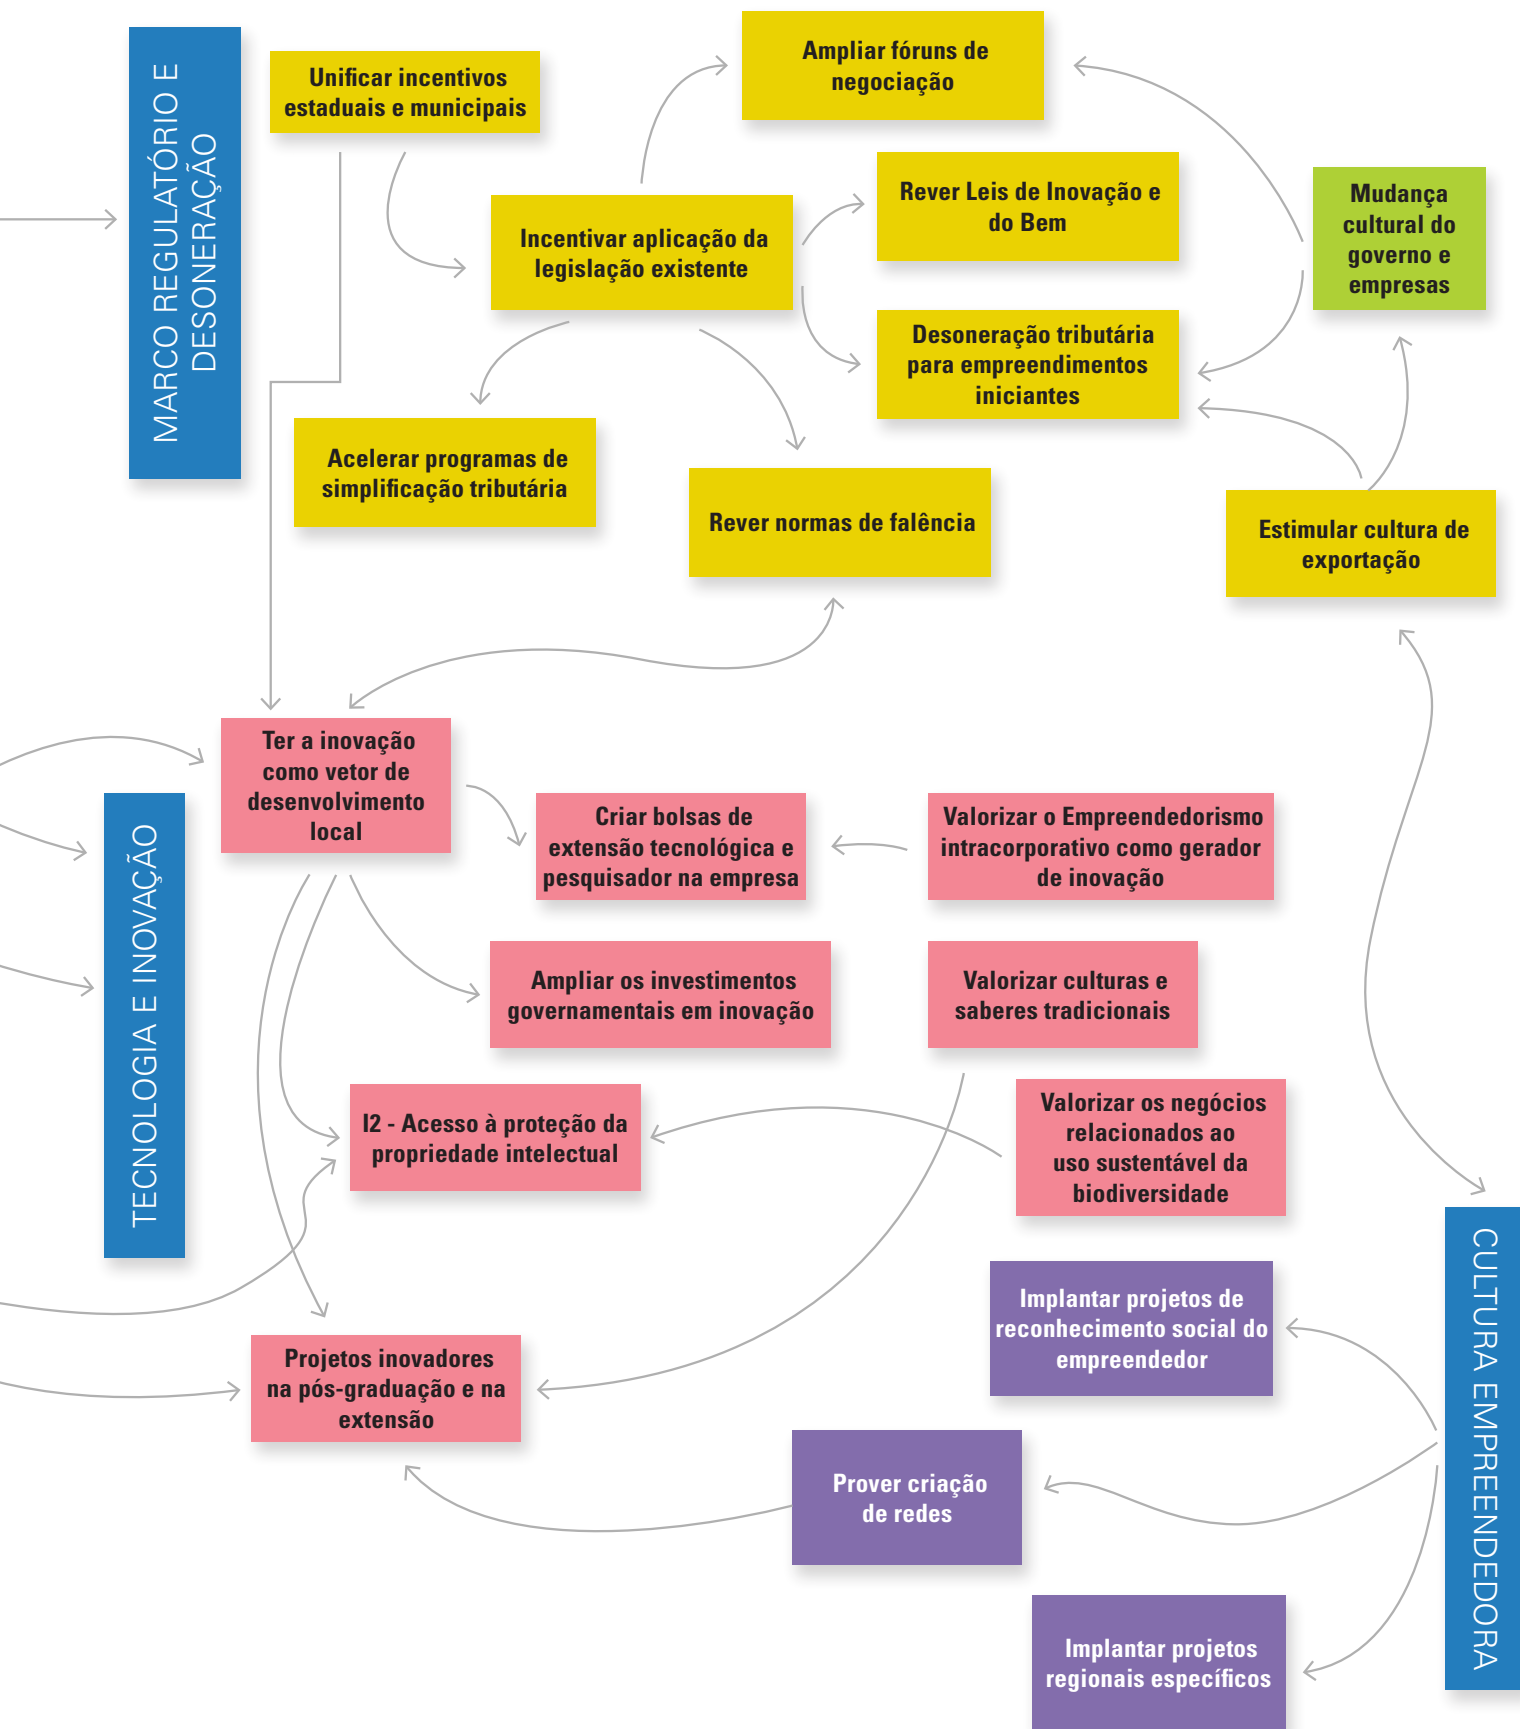 MARCO REGULATÓRIO E
DESONERAÇÃO
Unificar incentivos
estaduais e municipais
Ampliar fóruns de
negociação
Incentivar aplicação da
legislação existente
Rever Leis de Inovação e
do Bem
Mudança
cultural do
governo e
empresas
Desoneração tributária
para empreendimentos
iniciantes
Acelerar programas de
simplificação tributária
Rever normas de falência
Estimular cultura de
exportação
TECNOLOGIA E INOVAÇÃO
Ter a inovação
como vetor de
desenvolvimento
local
Criar bolsas de
extensão tecnológica e
pesquisador na empresa
Valorizar o Empreendedorismo
intracorporativo como gerador
de inovação
Ampliar os investimentos
governamentais em inovação
Valorizar culturas e
saberes tradicionais
I2 - Acesso à proteção da
propriedade intelectual
Valorizar os negócios
relacionados ao
uso sustentável da
biodiversidade
CULTURA EMPREENDEDORA
Implantar projetos de
reconhecimento social do
empreendedor
Projetos inovadores
na pós-graduação e na
extensão
Prover criação
de redes
Implantar projetos
regionais específicos